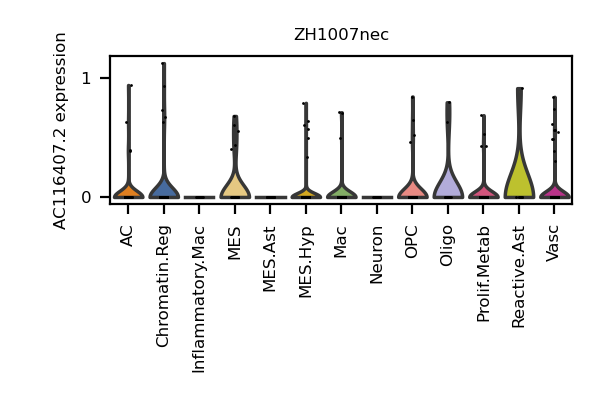 ZH1007nec
AC116407.2 expression
1
0
AC
Chromatin.Reg
Inflammatory.Mac
MES
MES.Ast
MES.Hyp
Mac
Neuron
OPC
Oligo
Prolif.Metab
Reactive.Ast
Vasc